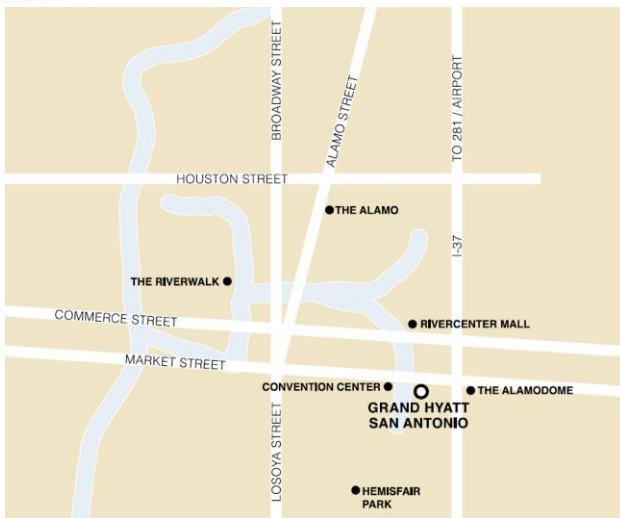 BROADWAY STREET
ALAMO STREET
TO 281 / AIRPORT
HOUSTON STREET
THE ALAMO
I-37
THE RIVERWALK
COMMERCE STREET
RIVERCENTER MALL
MARKET STREET
CONVENTION CENTER
THE ALAMODOME
GRAND HYATT
SAN ANTONIO
LOSOYA STREET
HEMISFAIR
PARK